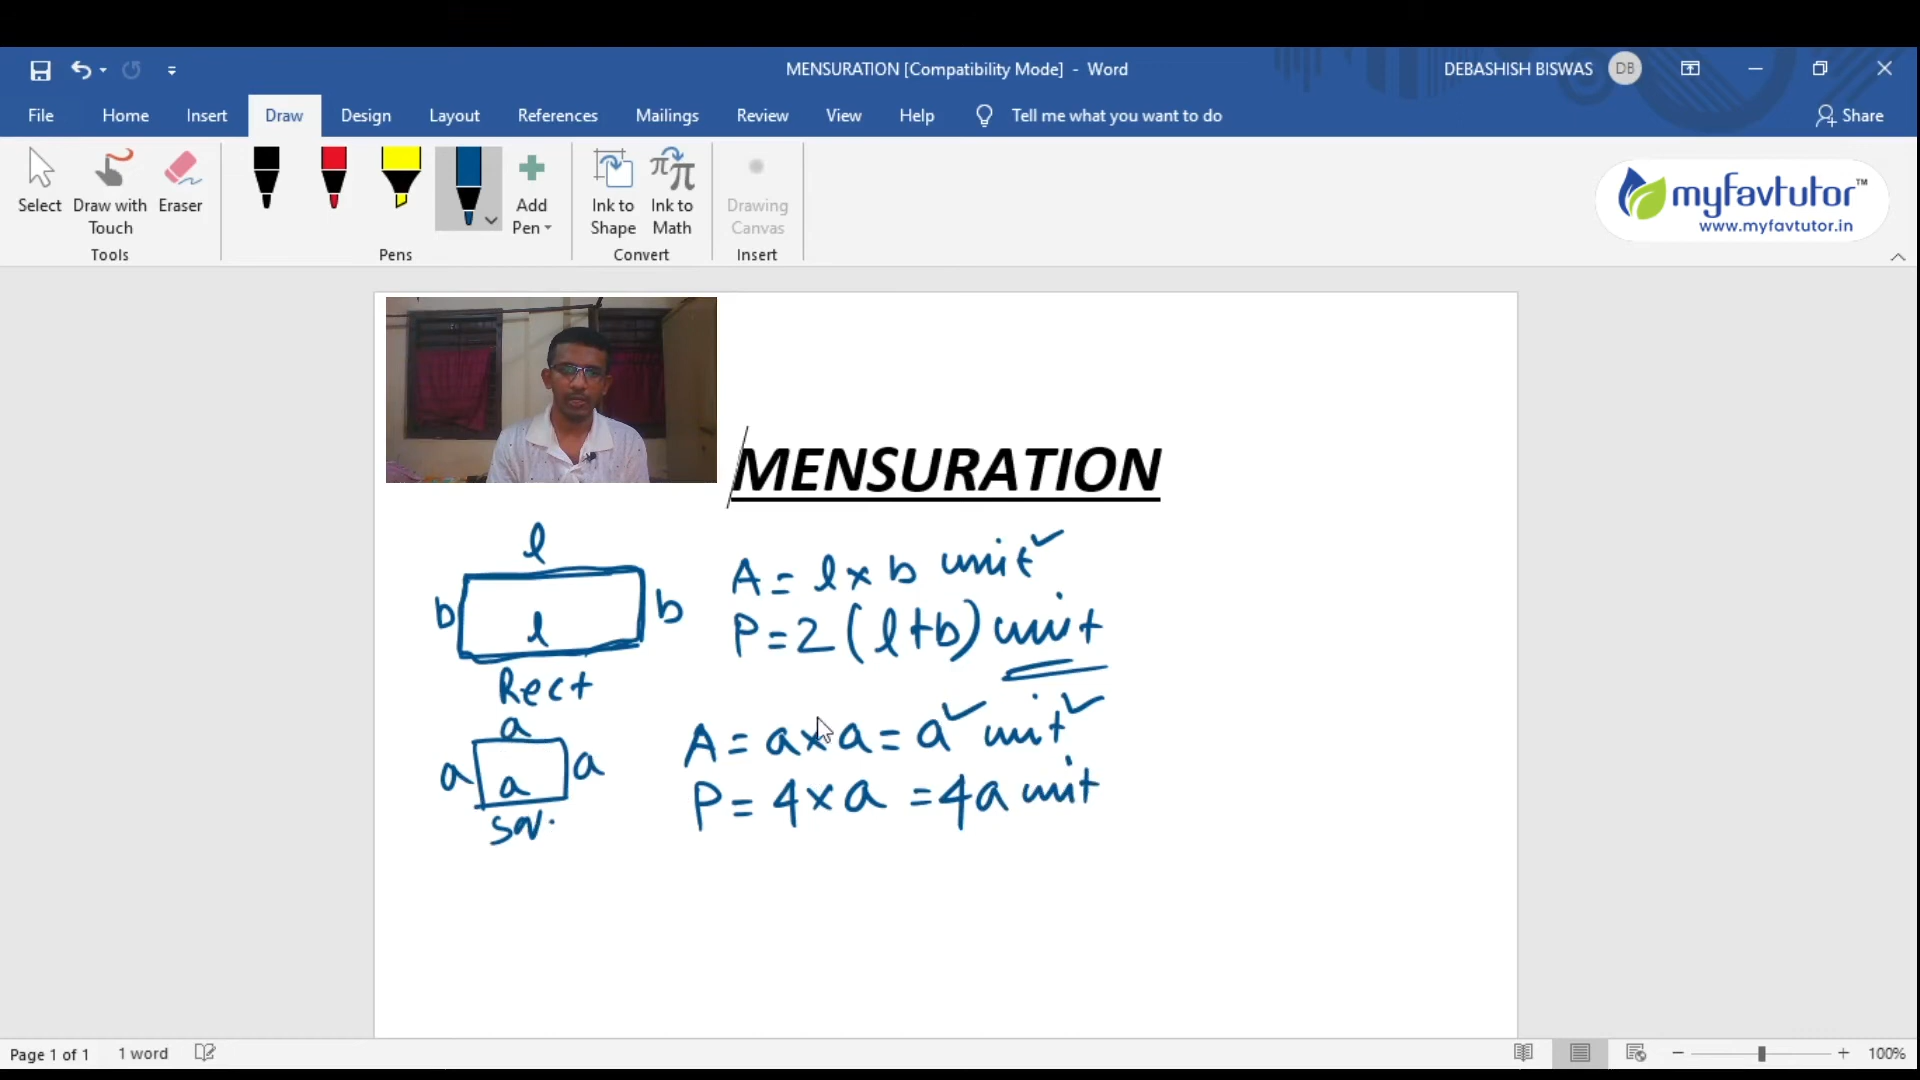 MENSURATION [Compatibility Mode] - Word
DEBASHISH BISWAS DB
File Home Insert Draw Design Layout References Mailings Review View Help Tell me what you want to do Share
Select
Draw with Touch
Eraser
Tools
Pens
Add Pen
Ink to Shape
Ink to Math
Convert
Drawing Canvas
Insert
myfavtutor™
www.myfavtutor.in
MENSURATION
l
b l b
Rect
A = l × b unit²
P = 2 (l + b) unit
a
a a a
Sqr.
A = a × a = a² unit²
P = 4 × a = 4a unit
Page 1 of 1 1 word 100%